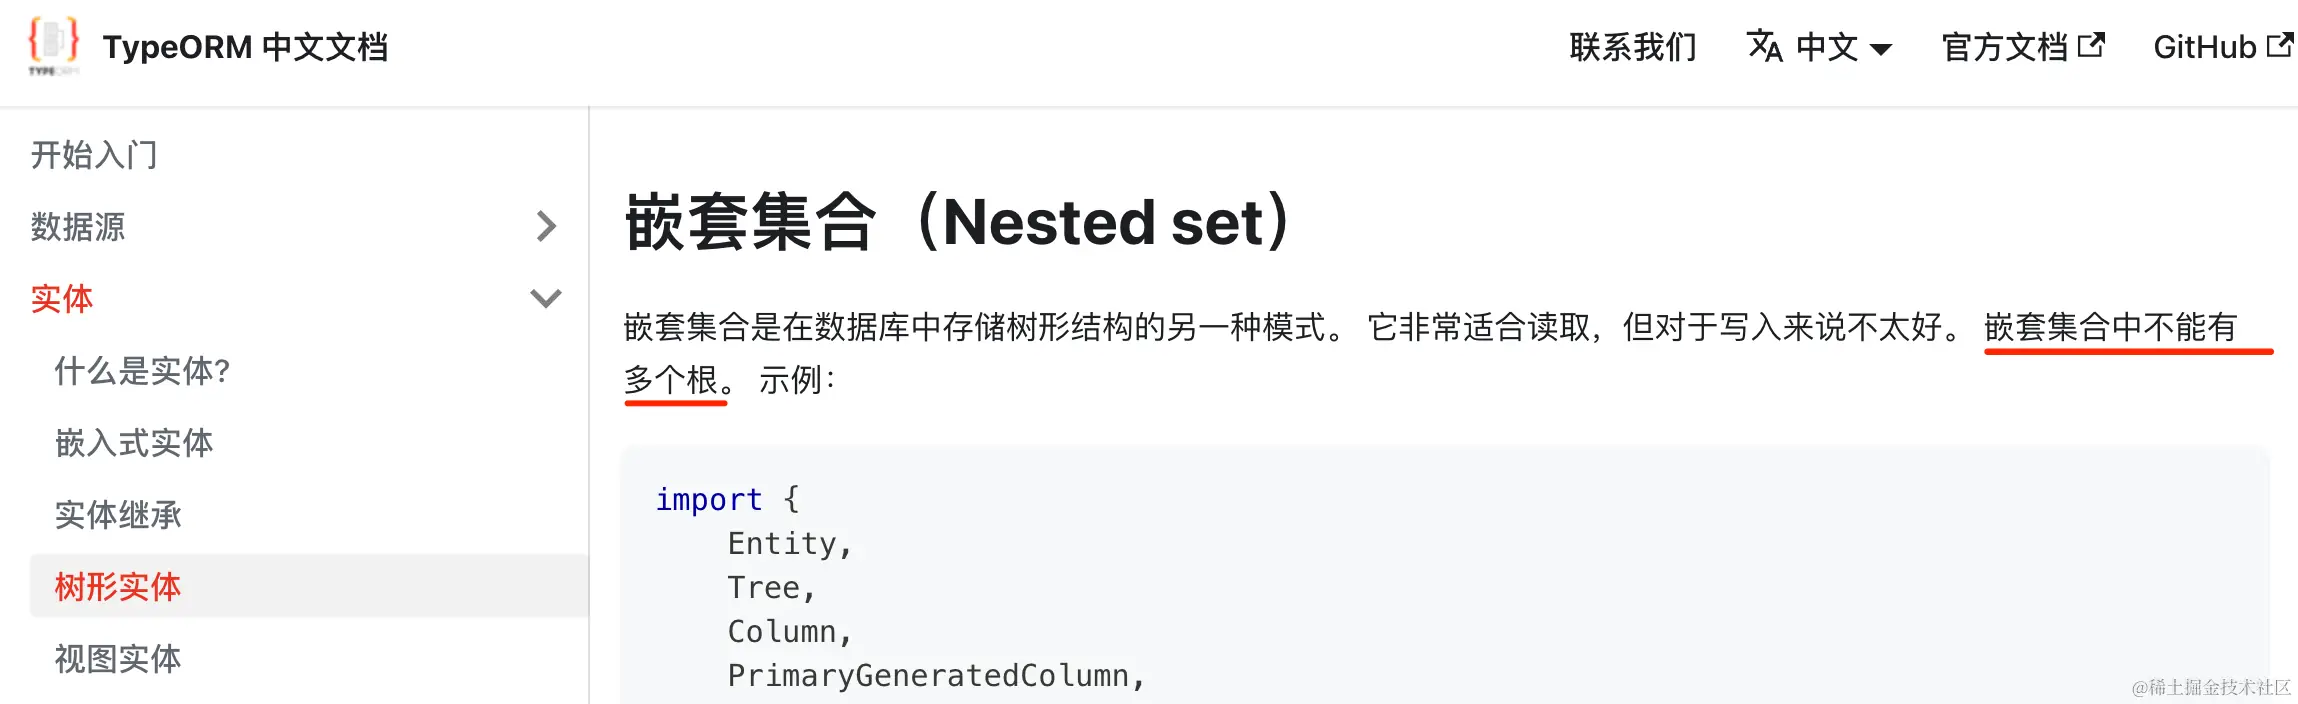 TYPEORM
TypeORM 中文文档
联系我们
中文
官方文档
GitHub
开始入门
数据源
实体
什么是实体?
嵌入式实体
实体继承
树形实体
视图实体
嵌套集合（Nested set）
嵌套集合是在数据库中存储树形结构的另一种模式。 它非常适合读取，但对于写入来说不太好。 嵌套集合中不能有
多个根。 示例：
import {
Entity,
Tree,
Column,
PrimaryGeneratedColumn,
@稀土掘金技术社区